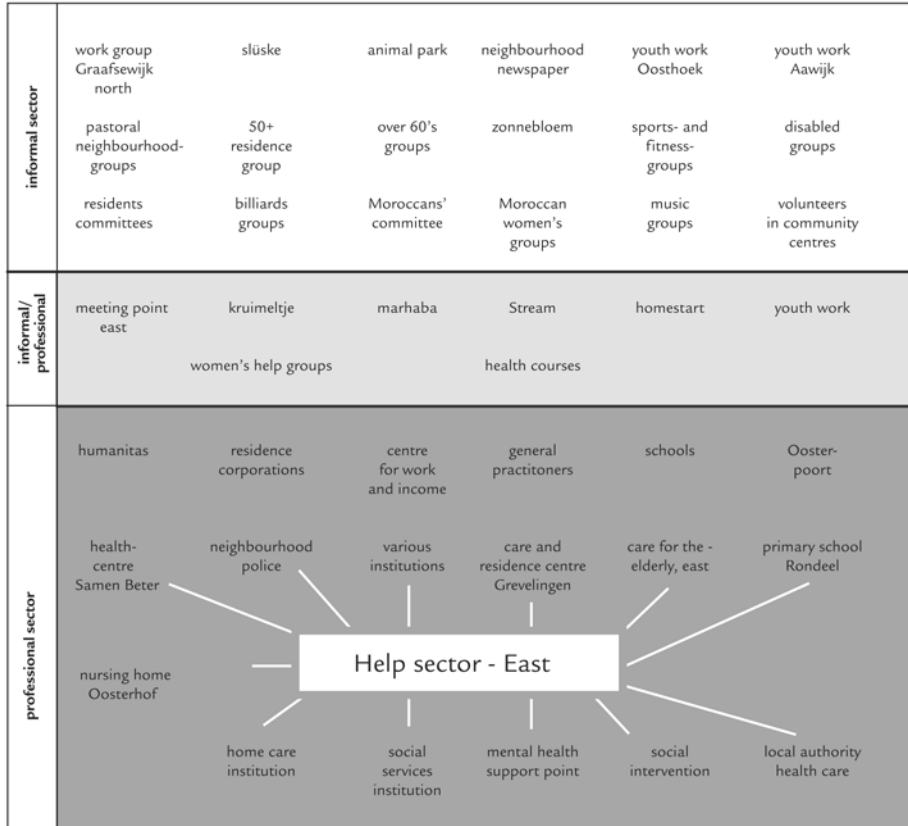 informal sector
work group
Graafsewijk
north
slüske
animal park
neighbourhood
newspaper
youth work
Oosthoek
youth work
Aawijk
pastoral
neighbourhood-
groups
50+
residence
group
over 60's
groups
zonnebloem
sports- and
fitness-
groups
disabled
groups
residents
committees
billiards
groups
Moroccans'
committee
Moroccan
women's
groups
music
groups
volunteers
in community
centres
informal/
professional
meeting point
east
kruimeltje
marhaba
Stream
homestart
youth work
women's help groups
health courses
professional sector
humanitas
residence
corporations
centre
for work
and income
general
practitoners
schools
Ooster-
poort
health-
centre
Samen Beter
neighbourhood
police
various
institutions
care and
residence centre
Grevelingen
care for the -
elderly, east
primary school
Rondeel
Help sector - East
nursing home
Oosterhof
home care
institution
social
services
institution
mental health
support point
social
intervention
local authority
health care